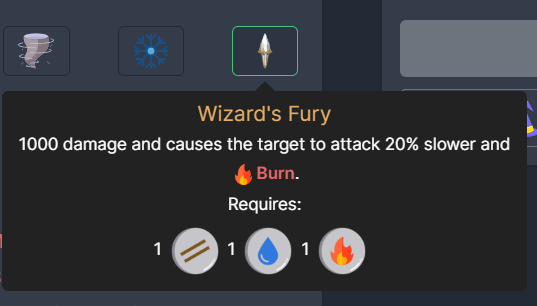 Wizard's Fury
1000 damage and causes the target to attack 20% slower and
Burn.
Requires:
1 1 1